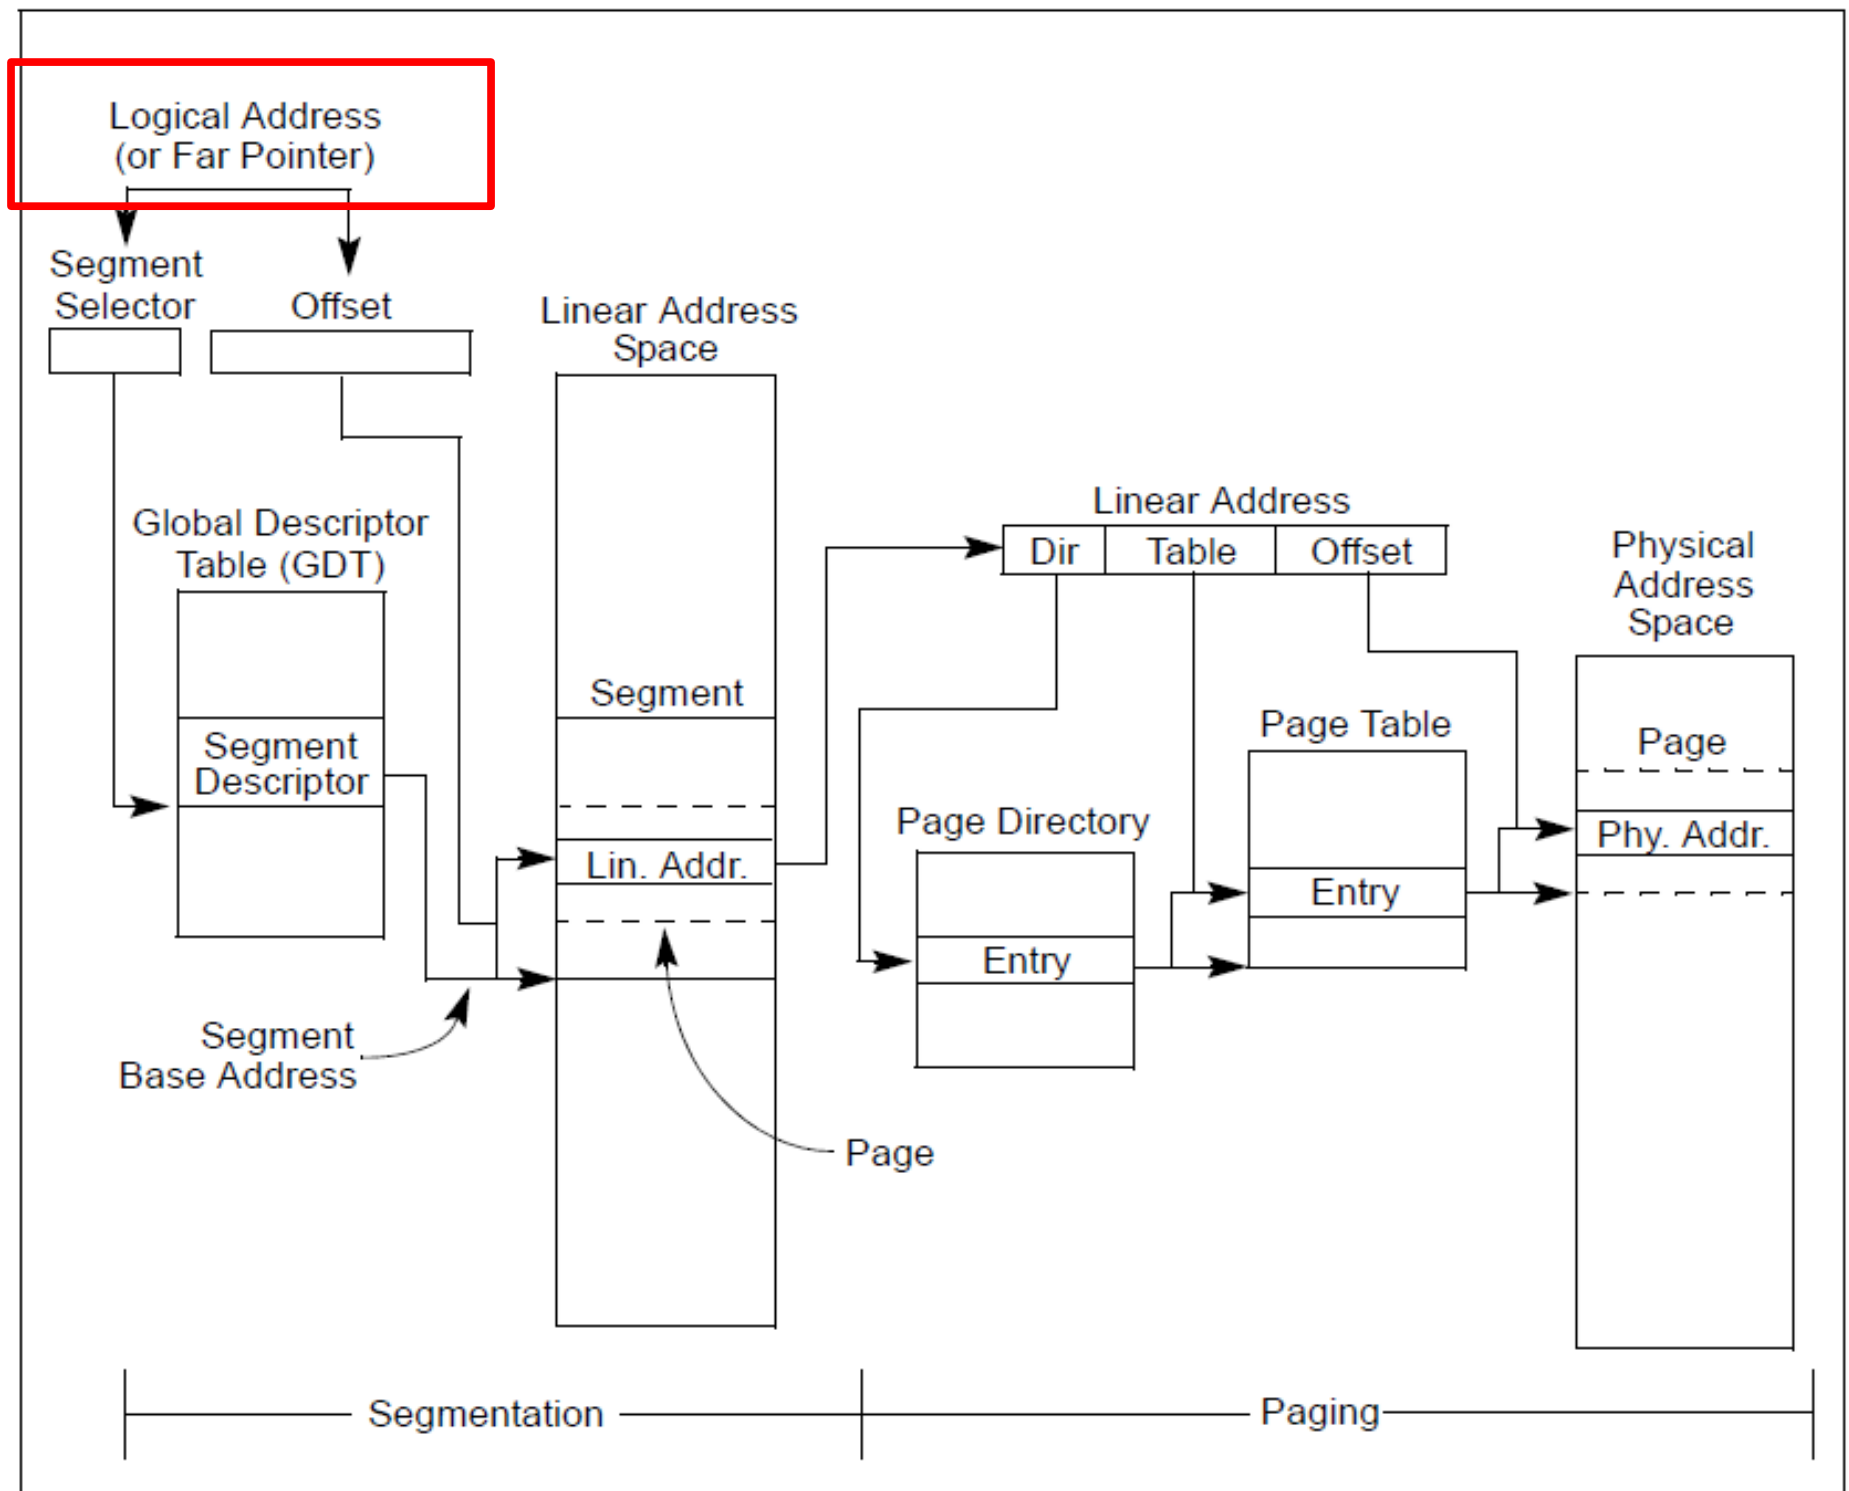 Logical Address
(or Far Pointer)
Segment
Selector
Offset
Linear Address
Space
Global Descriptor
Table (GDT)
Segment
Descriptor
Segment
Base Address
Segment
Lin. Addr.
Page
Linear Address
Dir
Table
Offset
Page Directory
Entry
Page Table
Entry
Physical
Address
Space
Page
Phy. Addr.
Segmentation
Paging